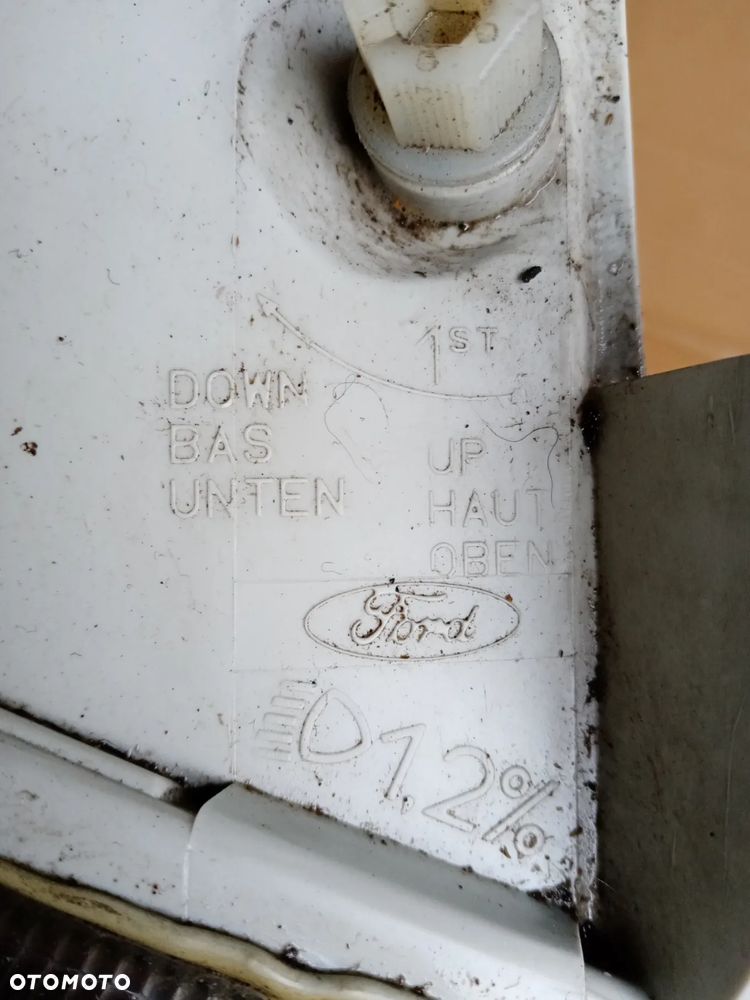 1ST
DOWN
BAS
UNTEN
UP
HAUT
OBEN
Ford
1,2%
OTOMOTO